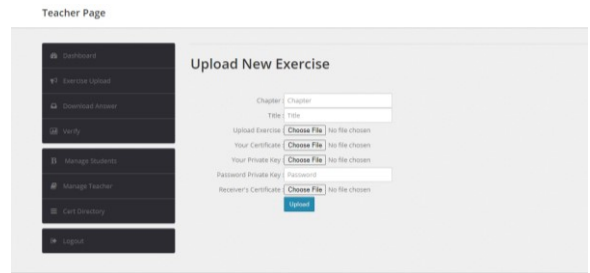 Teacher Page
Dashboard
Exercise Upload
Download Answer
Verify
Manage Students
Manage Teacher
Cert Directory
Logout
Upload New Exercise
Chapter: Chapter
Title: Title
Upload Exercise: Choose File No file chosen
Your Certificate: Choose File No file chosen
Your Private Key: Choose File No file chosen
Password Private Key: Password
Receiver's Certificate: Choose File No file chosen
Upload